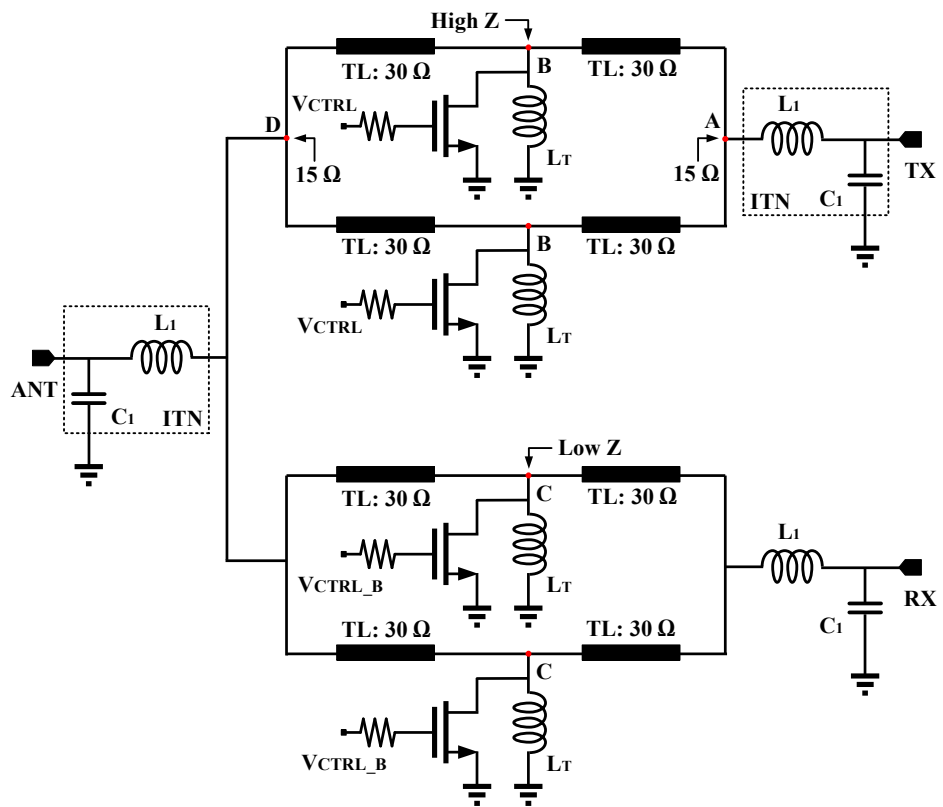 High Z
TL: 30 Ω
B
TL: 30 Ω
VCTRL
LT
D
15 Ω
A
15 Ω
L1
C1
ITN
TX
TL: 30 Ω
B
TL: 30 Ω
VCTRL
LT
L1
ANT
C1
ITN
Low Z
TL: 30 Ω
C
TL: 30 Ω
VCTRL_B
LT
L1
C1
RX
TL: 30 Ω
C
TL: 30 Ω
VCTRL_B
LT